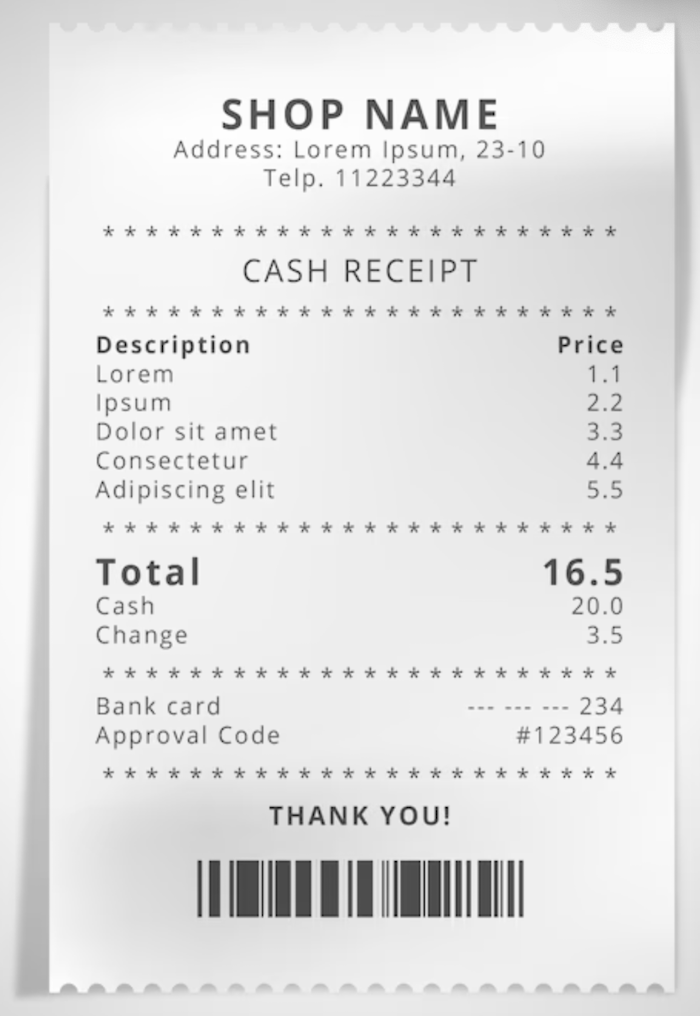 SHOP NAME
Address: Lorem Ipsum, 23-10
Telp. 11223344
* * * * * * * * * * * * * * * * * * * * * * * *
CASH RECEIPT
* * * * * * * * * * * * * * * * * * * * * * * *
Description Price
Lorem 1.1
Ipsum 2.2
Dolor sit amet 3.3
Consectetur 4.4
Adipiscing elit 5.5
* * * * * * * * * * * * * * * * * * * * * * * *
Total 16.5
Cash 20.0
Change 3.5
* * * * * * * * * * * * * * * * * * * * * * * *
Bank card --- --- --- 234
Approval Code #123456
* * * * * * * * * * * * * * * * * * * * * * * *
THANK YOU!